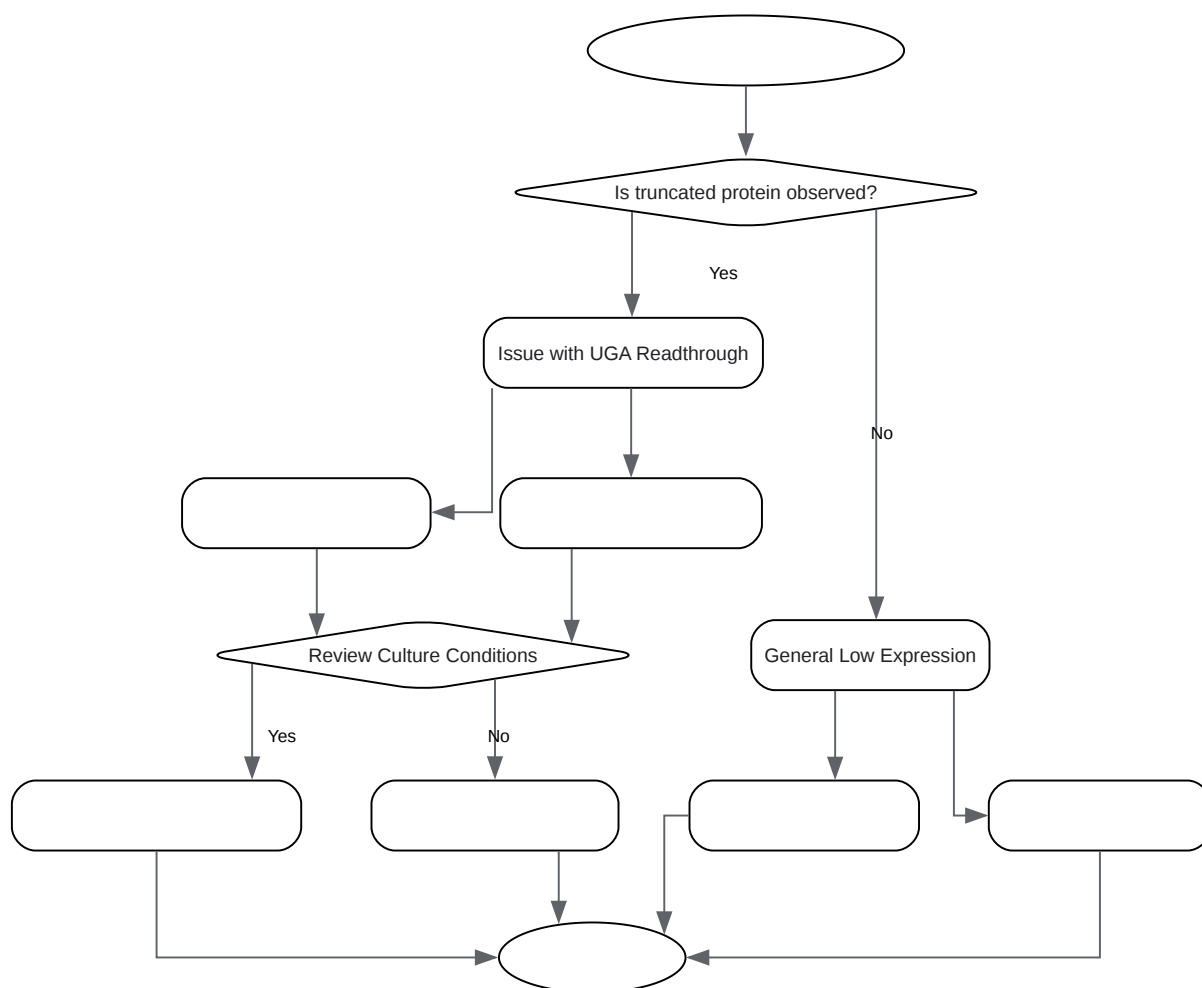 Is truncated protein observed?
Yes
Issue with UGA Readthrough
No
Review Culture Conditions
General Low Expression
Yes
No